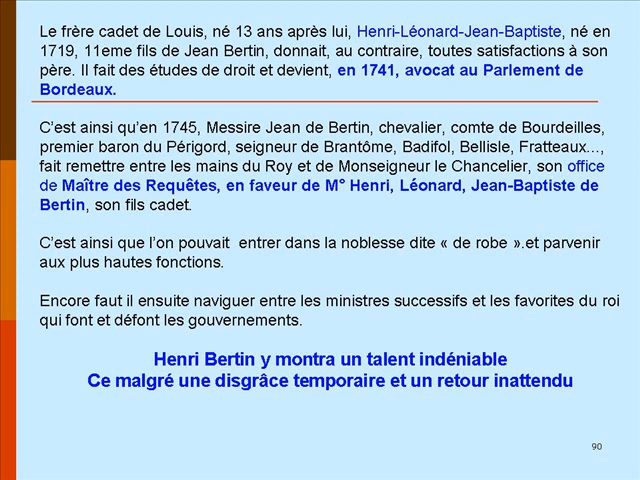 Le frère cadet de Louis, né 13 ans après lui, Henri-Léonard-Jean-Baptiste, né en
1719, 11eme fils de Jean Bertin, donnait, au contraire, toutes satisfactions à son
père. Il fait des études de droit et devient, en 1741, avocat au Parlement de
Bordeaux.
C’est ainsi qu’en 1745, Messire Jean de Bertin, chevalier, comte de Bourdeilles,
premier baron du Périgord, seigneur de Brantôme, Badifol, Bellisle, Fratteaux...,
fait remettre entre les mains du Roy et de Monseigneur le Chancelier, son office
de Maître des Requêtes, en faveur de M° Henri, Léonard, Jean-Baptiste de
Bertin, son fils cadet.
C’est ainsi que l’on pouvait  entrer dans la noblesse dite « de robe ».et parvenir
aux plus hautes fonctions.
Encore faut il ensuite naviguer entre les ministres successifs et les favorites du roi
qui font et défont les gouvernements.
Henri Bertin y montra un talent indéniable
Ce malgré une disgrâce temporaire et un retour inattendu
90